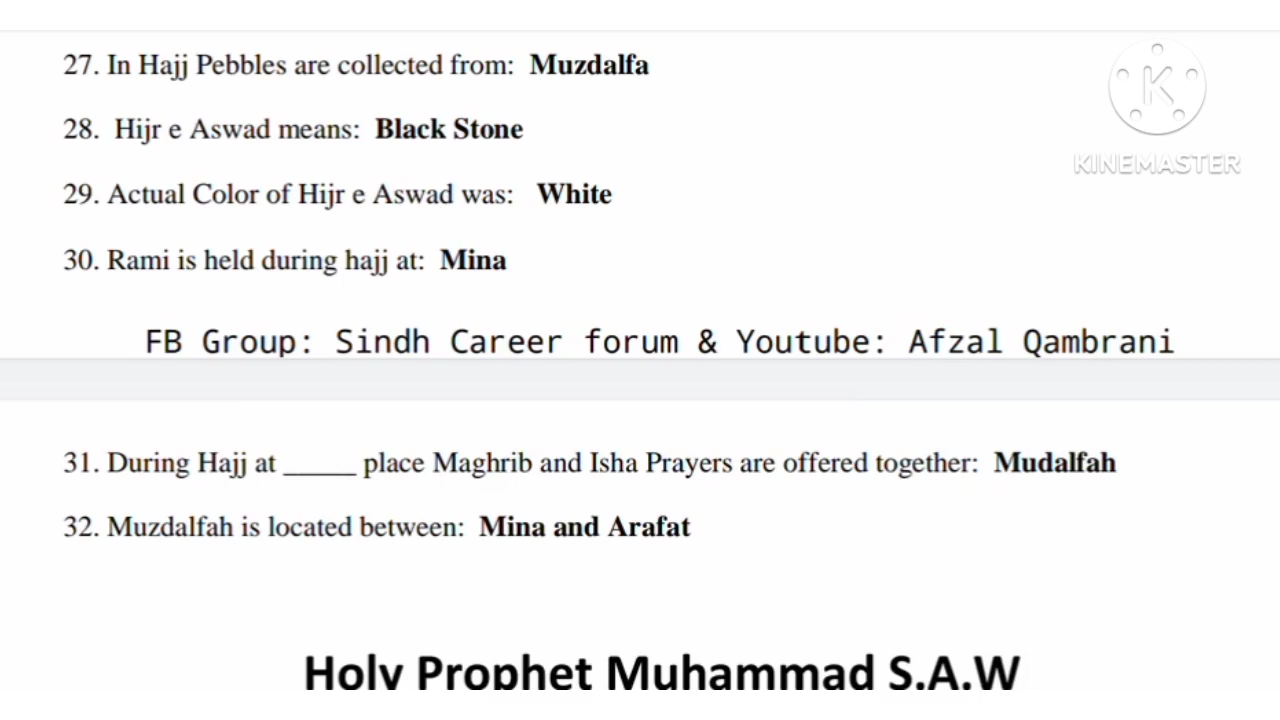 27. In Hajj Pebbles are collected from: Muzdalfa
KINEMASTER
28. Hijr e Aswad means: Black Stone
29. Actual Color of Hijr e Aswad was: White
30. Rami is held during hajj at: Mina
FB Group: Sindh Career forum & Youtube: Afzal Qambrani
31. During Hajj at _____ place Maghrib and Isha Prayers are offered together: Mudalfah
32. Muzdalfah is located between: Mina and Arafat
Holy Prophet Muhammad S.A.W